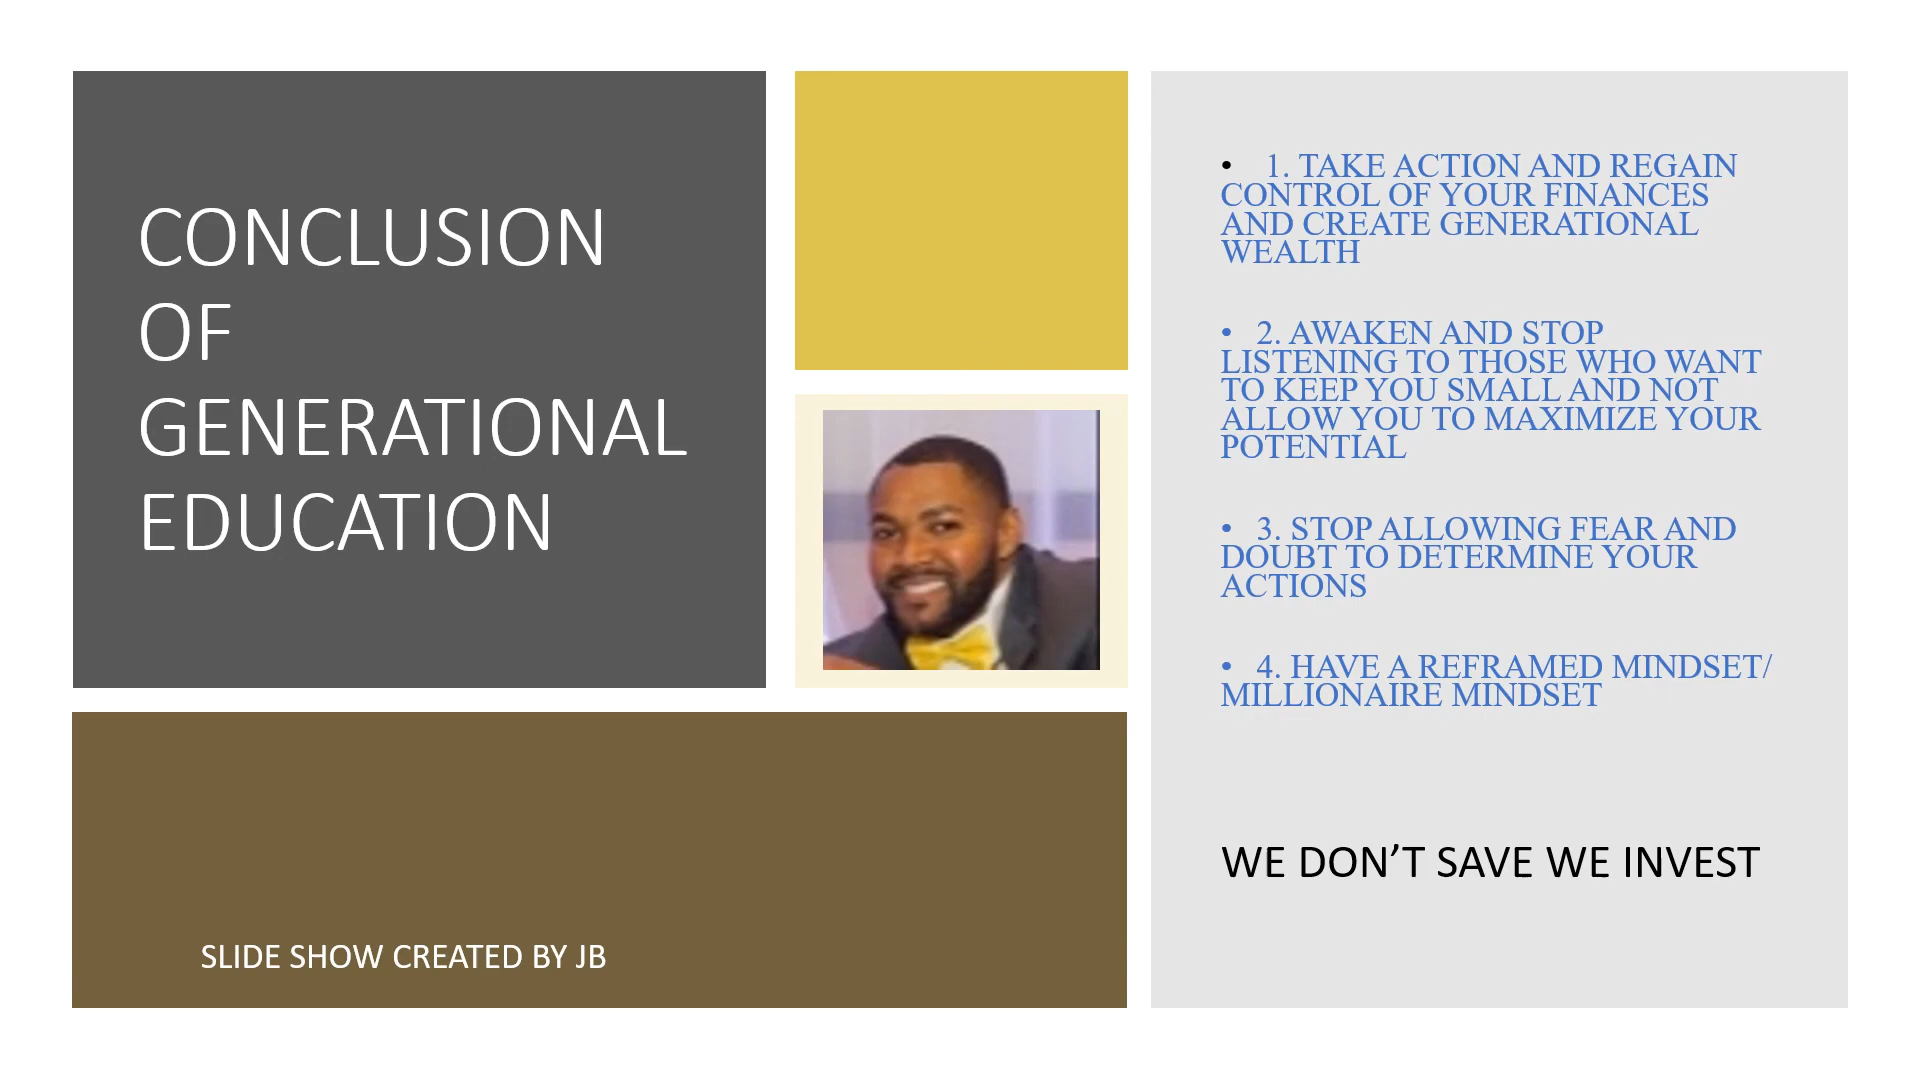 CONCLUSION
OF
GENERATIONAL
EDUCATION
SLIDE SHOW CREATED BY JB
• 1. TAKE ACTION AND REGAIN
CONTROL OF YOUR FINANCES
AND CREATE GENERATIONAL
WEALTH
• 2. AWAKEN AND STOP
LISTENING TO THOSE WHO WANT
TO KEEP YOU SMALL AND NOT
ALLOW YOU TO MAXIMIZE YOUR
POTENTIAL
• 3. STOP ALLOWING FEAR AND
DOUBT TO DETERMINE YOUR
ACTIONS
• 4. HAVE A REFRAMED MINDSET/
MILLIONAIRE MINDSET
WE DON’T SAVE WE INVEST